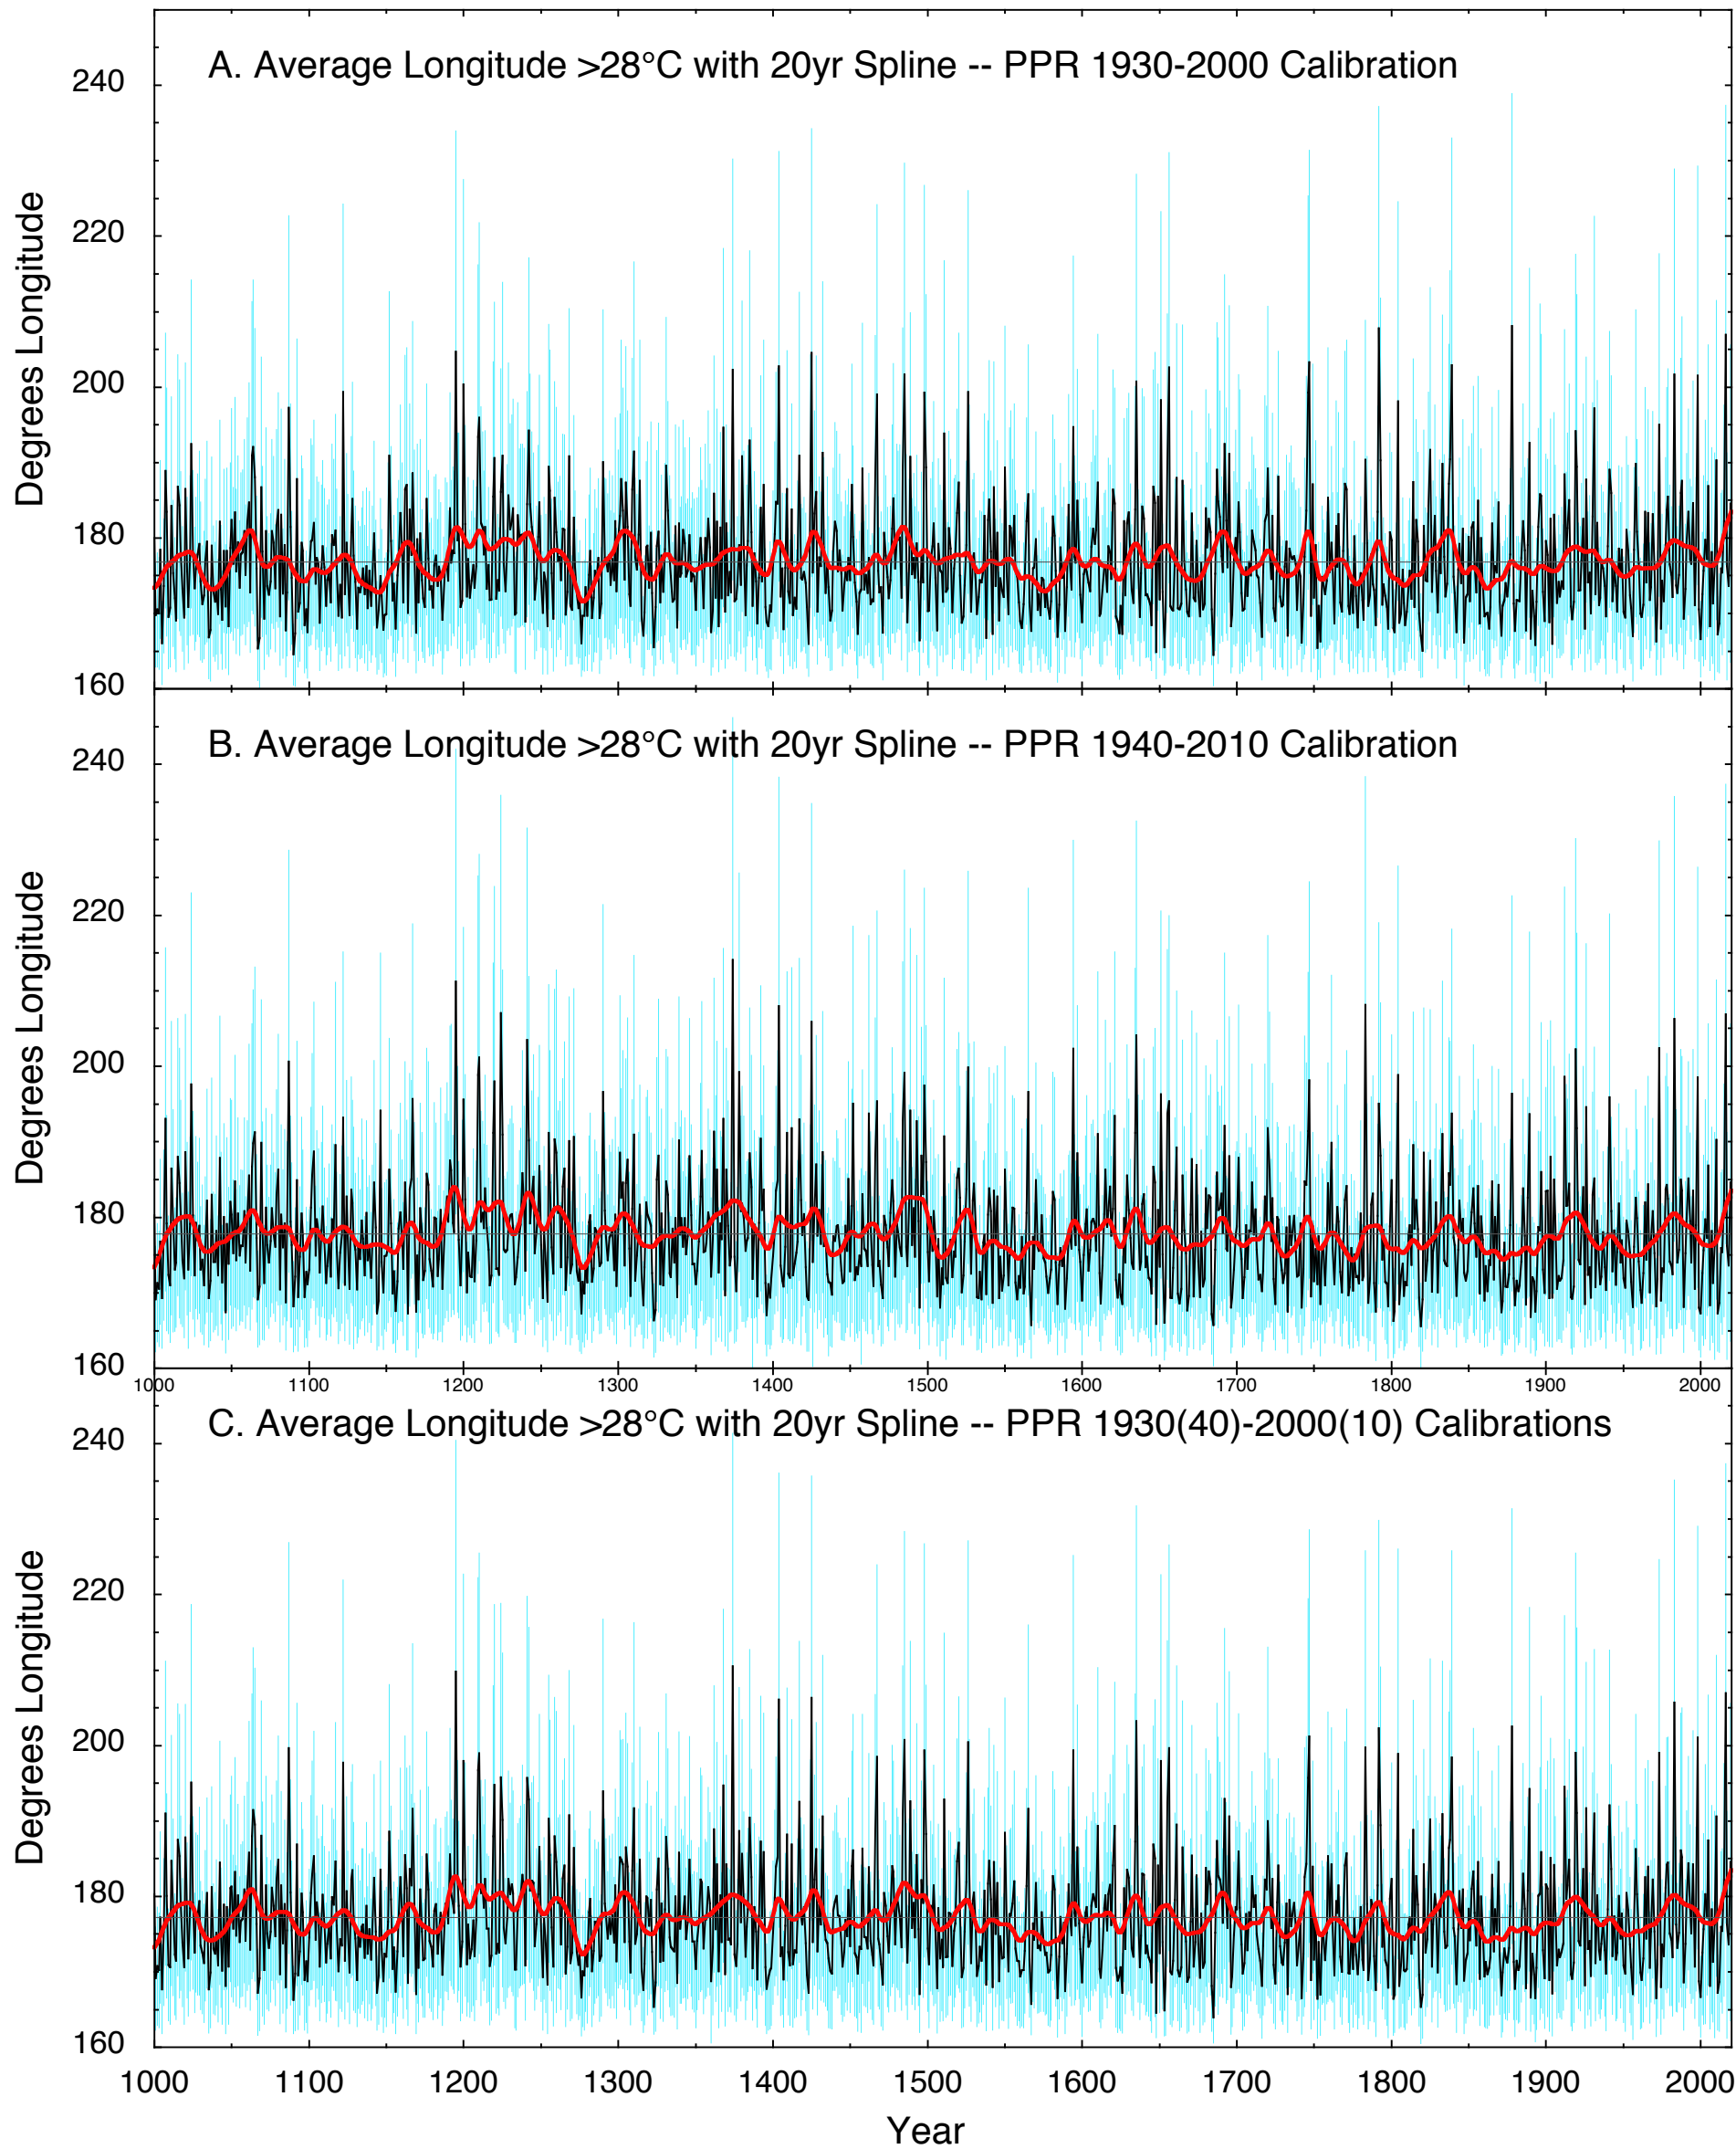 A. Average Longitude >28°C with 20yr Spline -- PPR 1930-2000 Calibration
Degrees Longitude
240
220
200
180
160
B. Average Longitude >28°C with 20yr Spline -- PPR 1940-2010 Calibration
Degrees Longitude
240
220
200
180
160
1000 1100 1200 1300 1400 1500 1600 1700 1800 1900 2000
C. Average Longitude >28°C with 20yr Spline -- PPR 1930(40)-2000(10) Calibrations
Degrees Longitude
240
220
200
180
160
1000 1100 1200 1300 1400 1500 1600 1700 1800 1900 2000
Year